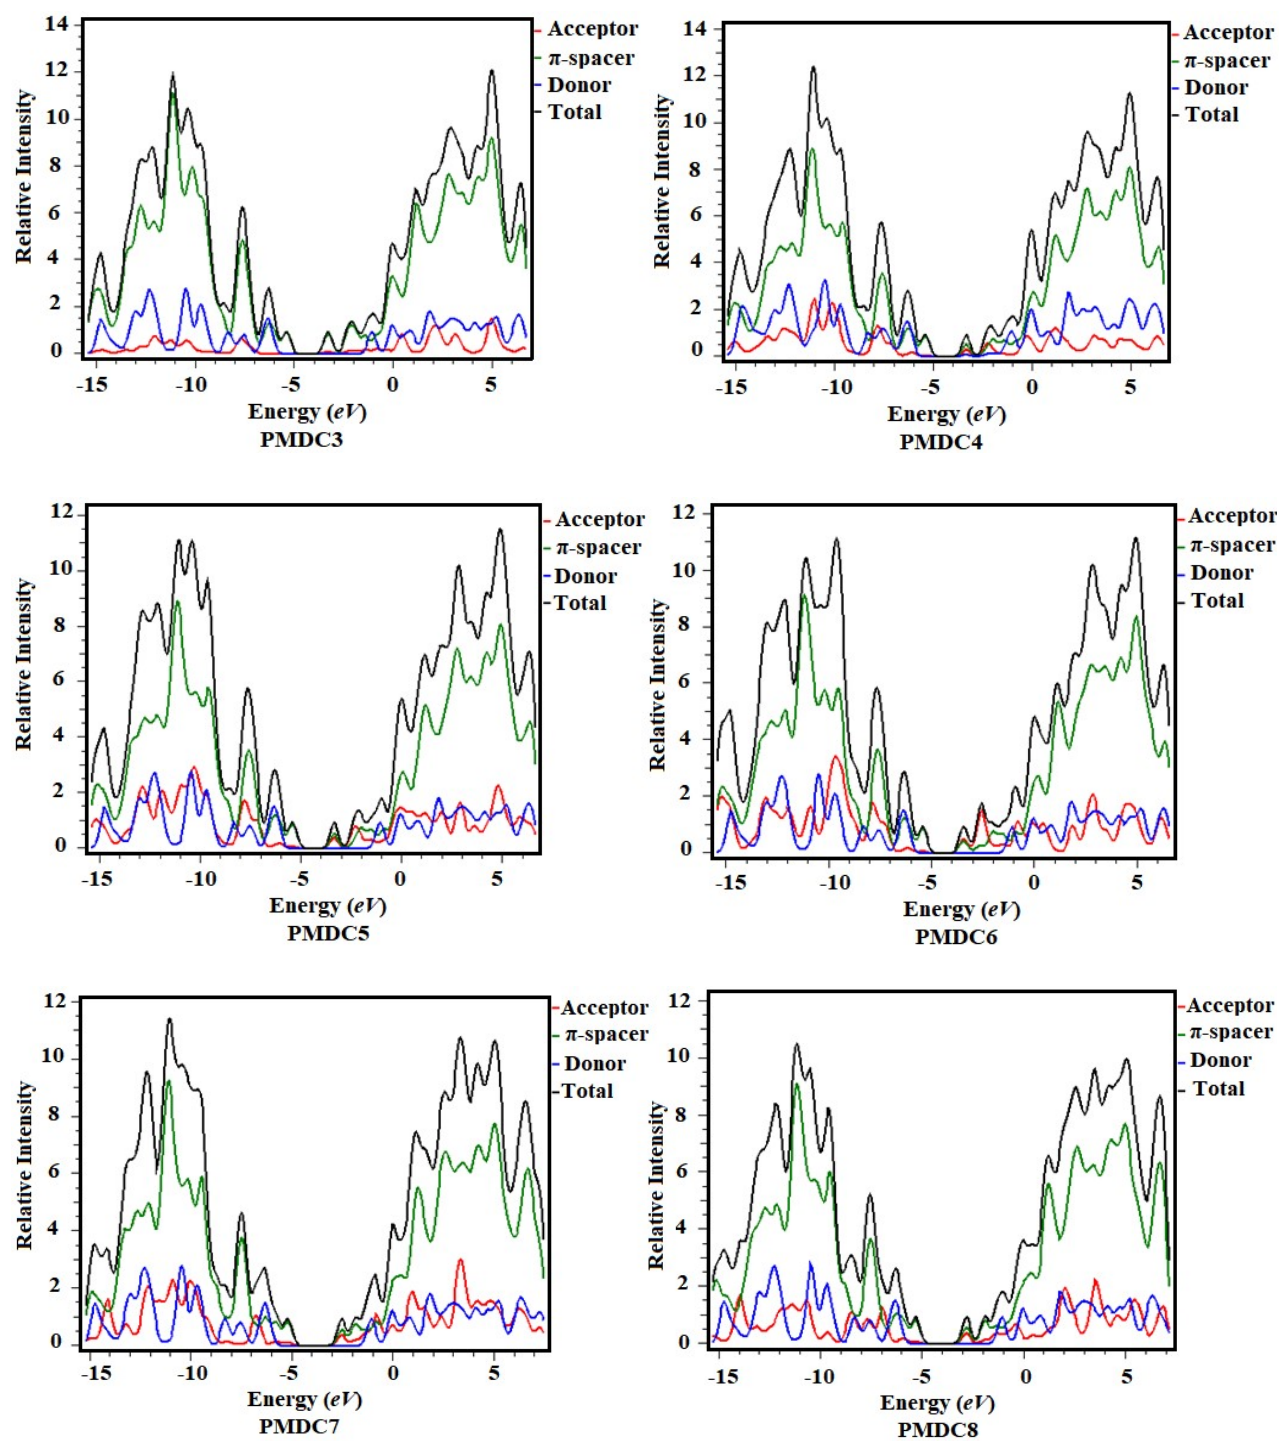 14
12
10
8
6
4
2
0
Relative Intensity
-15 -10 -5 0 5
Energy (eV)
PMDC3
Acceptor
π-spacer
Donor
Total
14
12
10
8
6
4
2
0
Relative Intensity
-15 -10 -5 0 5
Energy (eV)
PMDC4
Acceptor
π-spacer
Donor
Total
12
10
8
6
4
2
0
Relative Intensity
-15 -10 -5 0 5
Energy (eV)
PMDC5
Acceptor
π-spacer
Donor
Total
12
10
8
6
4
2
0
Relative Intensity
-15 -10 -5 0 5
Energy (eV)
PMDC6
Acceptor
π-spacer
Donor
Total
12
10
8
6
4
2
0
Relative Intensity
-15 -10 -5 0 5
Energy (eV)
PMDC7
Acceptor
π-spacer
Donor
Total
12
10
8
6
4
2
0
Relative Intensity
-15 -10 -5 0 5
Energy (eV)
PMDC8
Acceptor
π-spacer
Donor
Total